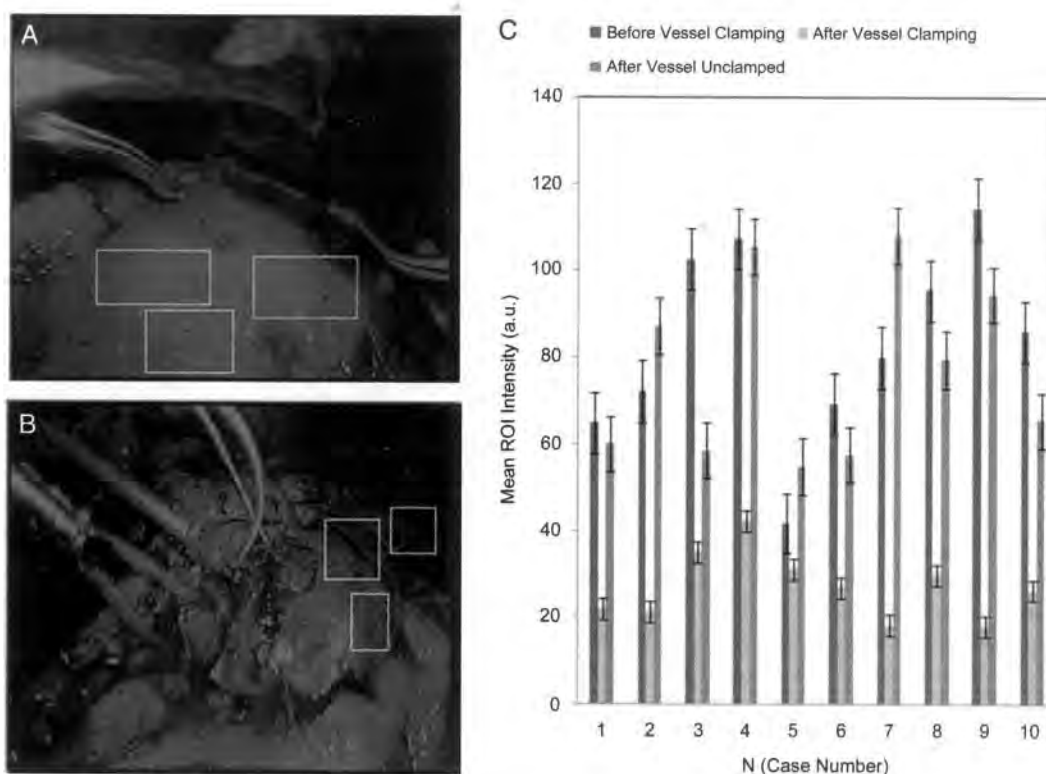 A
B
C
Before Vessel Clamping After Vessel Clamping
After Vessel Unclamped
140
120
100
80
60
40
20
0
Mean ROI Intensity (a.u.)
1 2 3 4 5 6 7 8 9 10
N (Case Number)